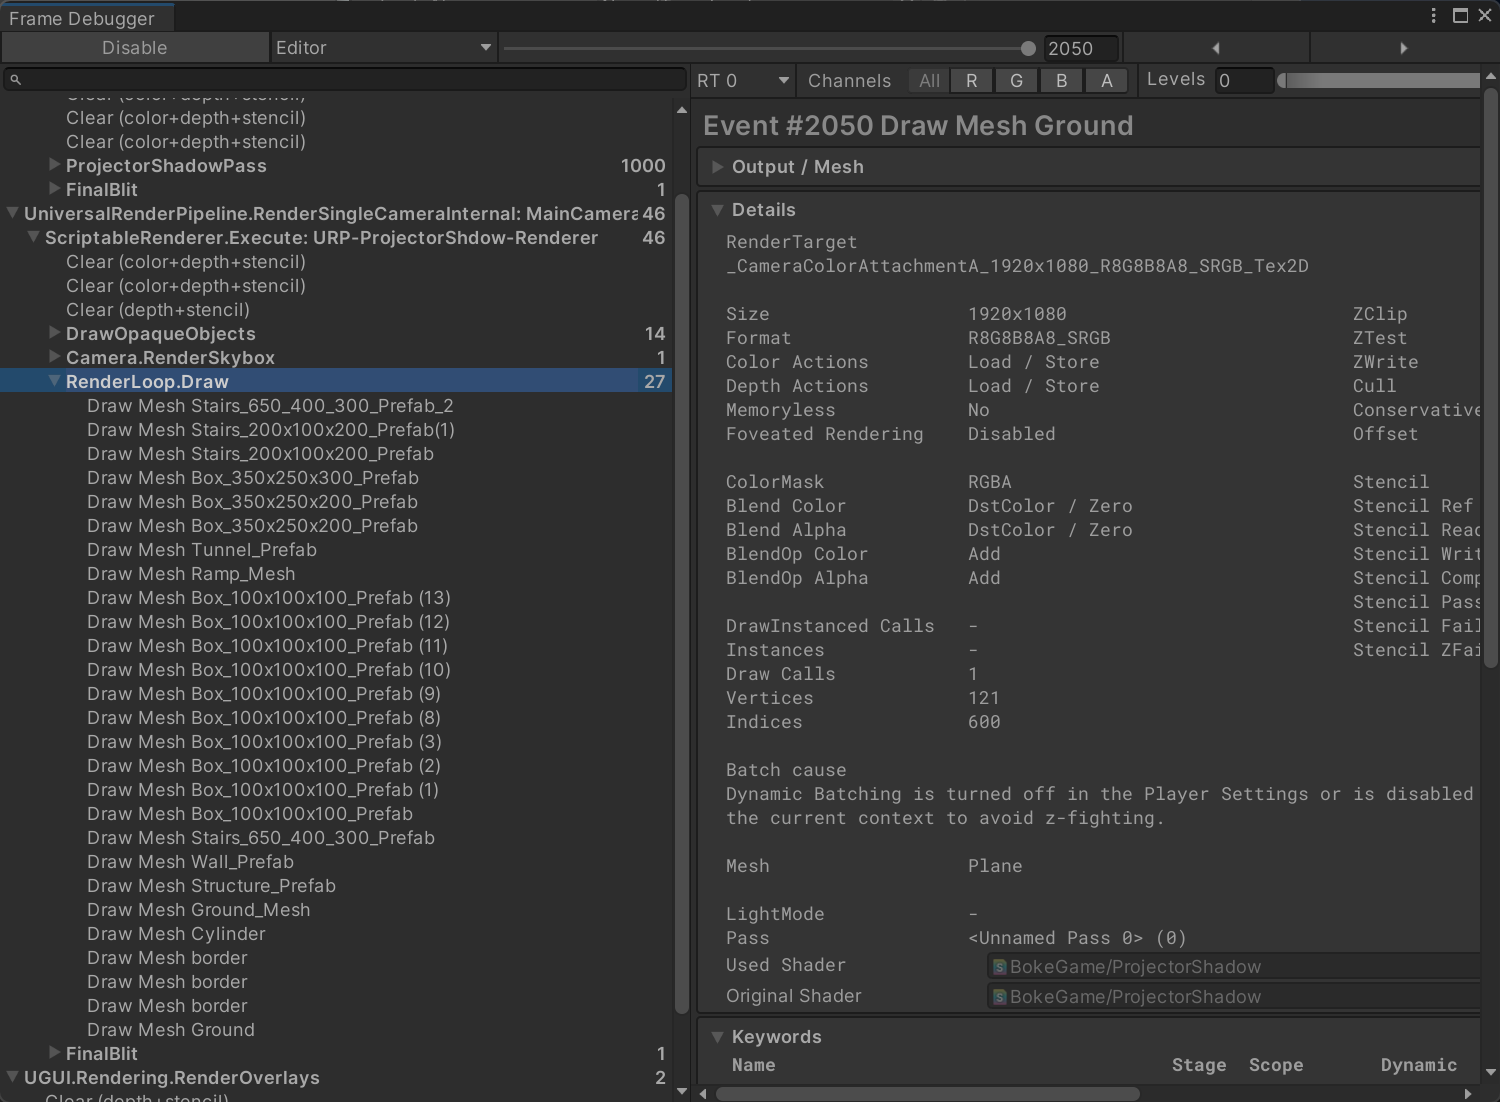 Frame Debugger
Disable
Editor
2050
RT 0
Channels
All
R
G
B
A
Levels
0
Clear (color+depth+stencil)
Clear (color+depth+stencil)
Clear (color+depth+stencil)
ProjectorShadowPass 1000
FinalBlit 1
UniversalRenderPipeline.RenderSingleCameraInternal: MainCamera 46
ScriptableRenderer.Execute: URP-ProjectorShdow-Renderer 46
Clear (color+depth+stencil)
Clear (color+depth+stencil)
Clear (depth+stencil)
DrawOpaqueObjects 14
Camera.RenderSkybox 1
RenderLoop.Draw 27
Draw Mesh Stairs_650_400_300_Prefab_2
Draw Mesh Stairs_200x100x200_Prefab(1)
Draw Mesh Stairs_200x100x200_Prefab
Draw Mesh Box_350x250x300_Prefab
Draw Mesh Box_350x250x200_Prefab
Draw Mesh Box_350x250x200_Prefab
Draw Mesh Tunnel_Prefab
Draw Mesh Ramp_Mesh
Draw Mesh Box_100x100x100_Prefab (13)
Draw Mesh Box_100x100x100_Prefab (12)
Draw Mesh Box_100x100x100_Prefab (11)
Draw Mesh Box_100x100x100_Prefab (10)
Draw Mesh Box_100x100x100_Prefab (9)
Draw Mesh Box_100x100x100_Prefab (8)
Draw Mesh Box_100x100x100_Prefab (3)
Draw Mesh Box_100x100x100_Prefab (2)
Draw Mesh Box_100x100x100_Prefab (1)
Draw Mesh Box_100x100x100_Prefab
Draw Mesh Stairs_650_400_300_Prefab
Draw Mesh Wall_Prefab
Draw Mesh Structure_Prefab
Draw Mesh Ground_Mesh
Draw Mesh Cylinder
Draw Mesh border
Draw Mesh border
Draw Mesh border
Draw Mesh Ground
FinalBlit 1
UGUI.Rendering.RenderOverlays 2
Clear (depth+stencil)
Event #2050 Draw Mesh Ground
Output / Mesh
Details
RenderTarget
_CameraColorAttachmentA_1920x1080_R8G8B8A8_SRGB_Tex2D
Size 1920x1080 ZClip
Format R8G8B8A8_SRGB ZTest
Color Actions Load / Store ZWrite
Depth Actions Load / Store Cull
Memoryless No Conservative
Foveated Rendering Disabled Offset
ColorMask RGBA Stencil
Blend Color DstColor / Zero Stencil Ref
Blend Alpha DstColor / Zero Stencil Reac
BlendOp Color Add Stencil Writ
BlendOp Alpha Add Stencil Comp
Stencil Pass
DrawInstanced Calls - Stencil Fail
Instances - Stencil ZFai
Draw Calls 1
Vertices 121
Indices 600
Batch cause
Dynamic Batching is turned off in the Player Settings or is disabled
the current context to avoid z-fighting.
Mesh Plane
LightMode -
Pass <Unnamed Pass 0> (0)
Used Shader BokeGame/ProjectorShadow
Original Shader BokeGame/ProjectorShadow
Keywords
Name Stage Scope Dynamic